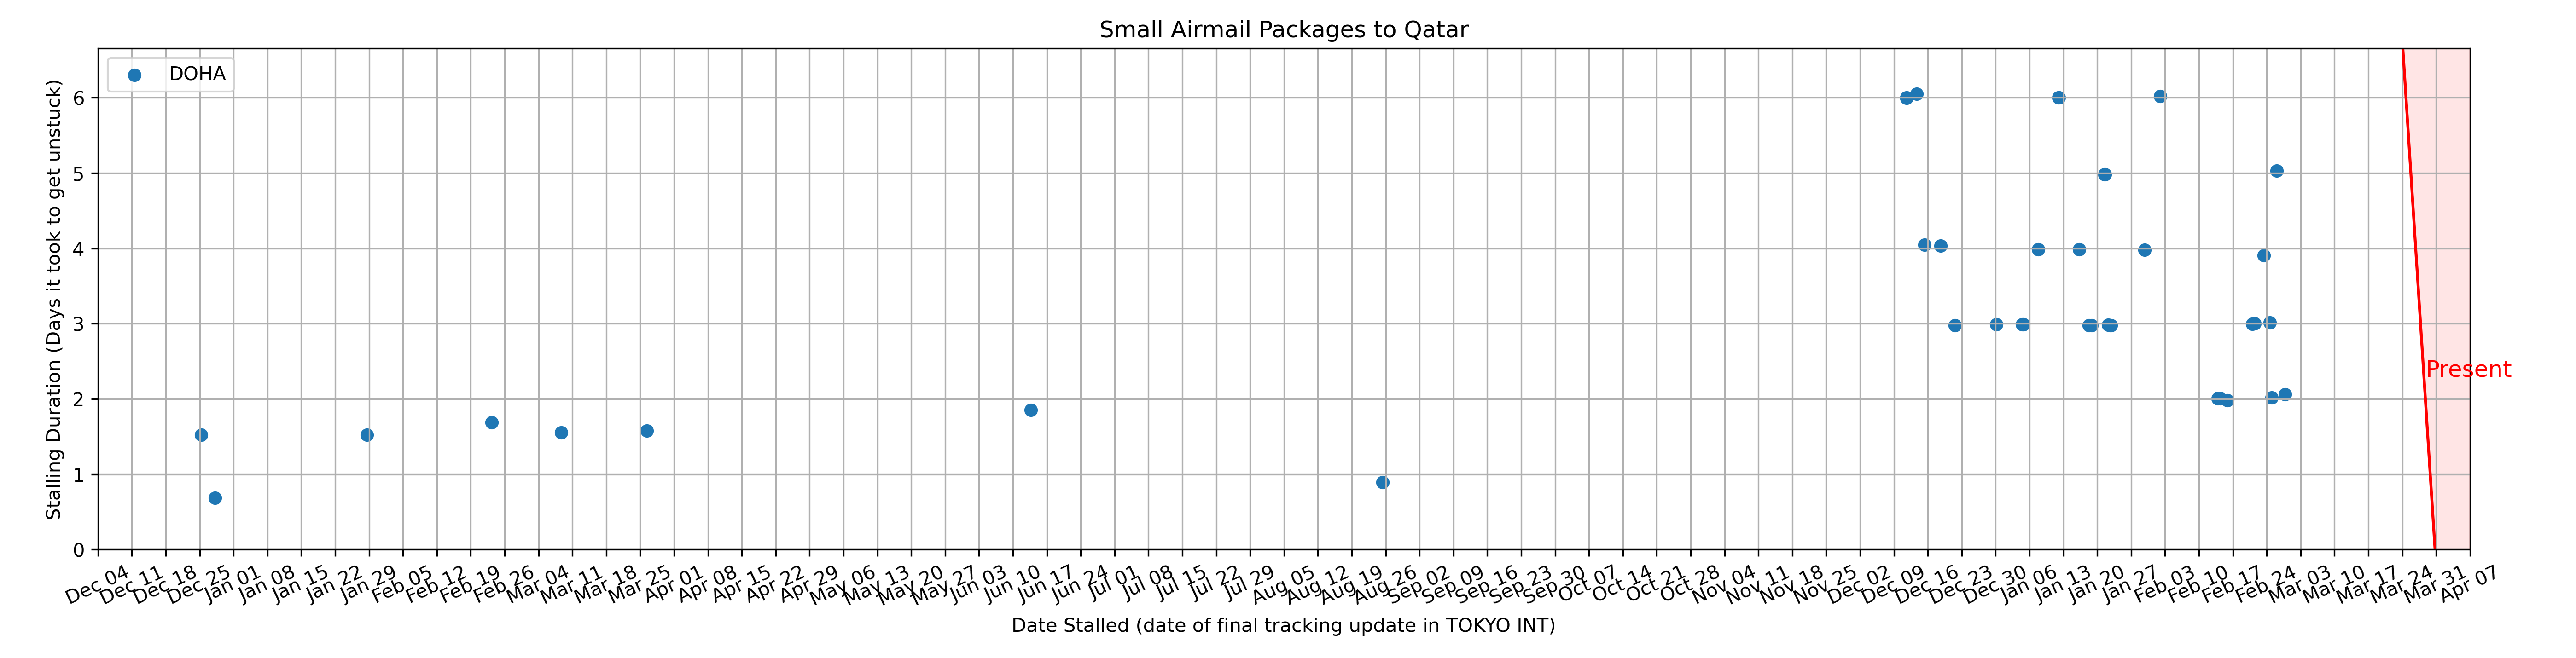 Small Airmail Packages to Qatar
DOHA
Stalling Duration (Days it took to get unstuck)
6
5
4
3
2
1
0
Present
Dec 04
Dec 11
Dec 18
Dec 25
Jan 01
Jan 08
Jan 15
Jan 22
Jan 29
Feb 05
Feb 12
Feb 19
Feb 26
Mar 04
Mar 11
Mar 18
Mar 25
Apr 01
Apr 08
Apr 15
Apr 22
Apr 29
May 06
May 13
May 20
May 27
Jun 03
Jun 10
Jun 17
Jun 24
Jul 01
Jul 08
Jul 15
Jul 22
Jul 29
Aug 05
Aug 12
Aug 19
Aug 26
Sep 02
Sep 09
Sep 16
Sep 23
Sep 30
Oct 07
Oct 14
Oct 21
Oct 28
Nov 04
Nov 11
Nov 18
Nov 25
Dec 02
Dec 09
Dec 16
Dec 23
Dec 30
Jan 06
Jan 13
Jan 20
Jan 27
Feb 03
Feb 10
Feb 17
Feb 24
Mar 03
Mar 10
Mar 17
Mar 24
Mar 31
Apr 07
Date Stalled (date of final tracking update in TOKYO INT)